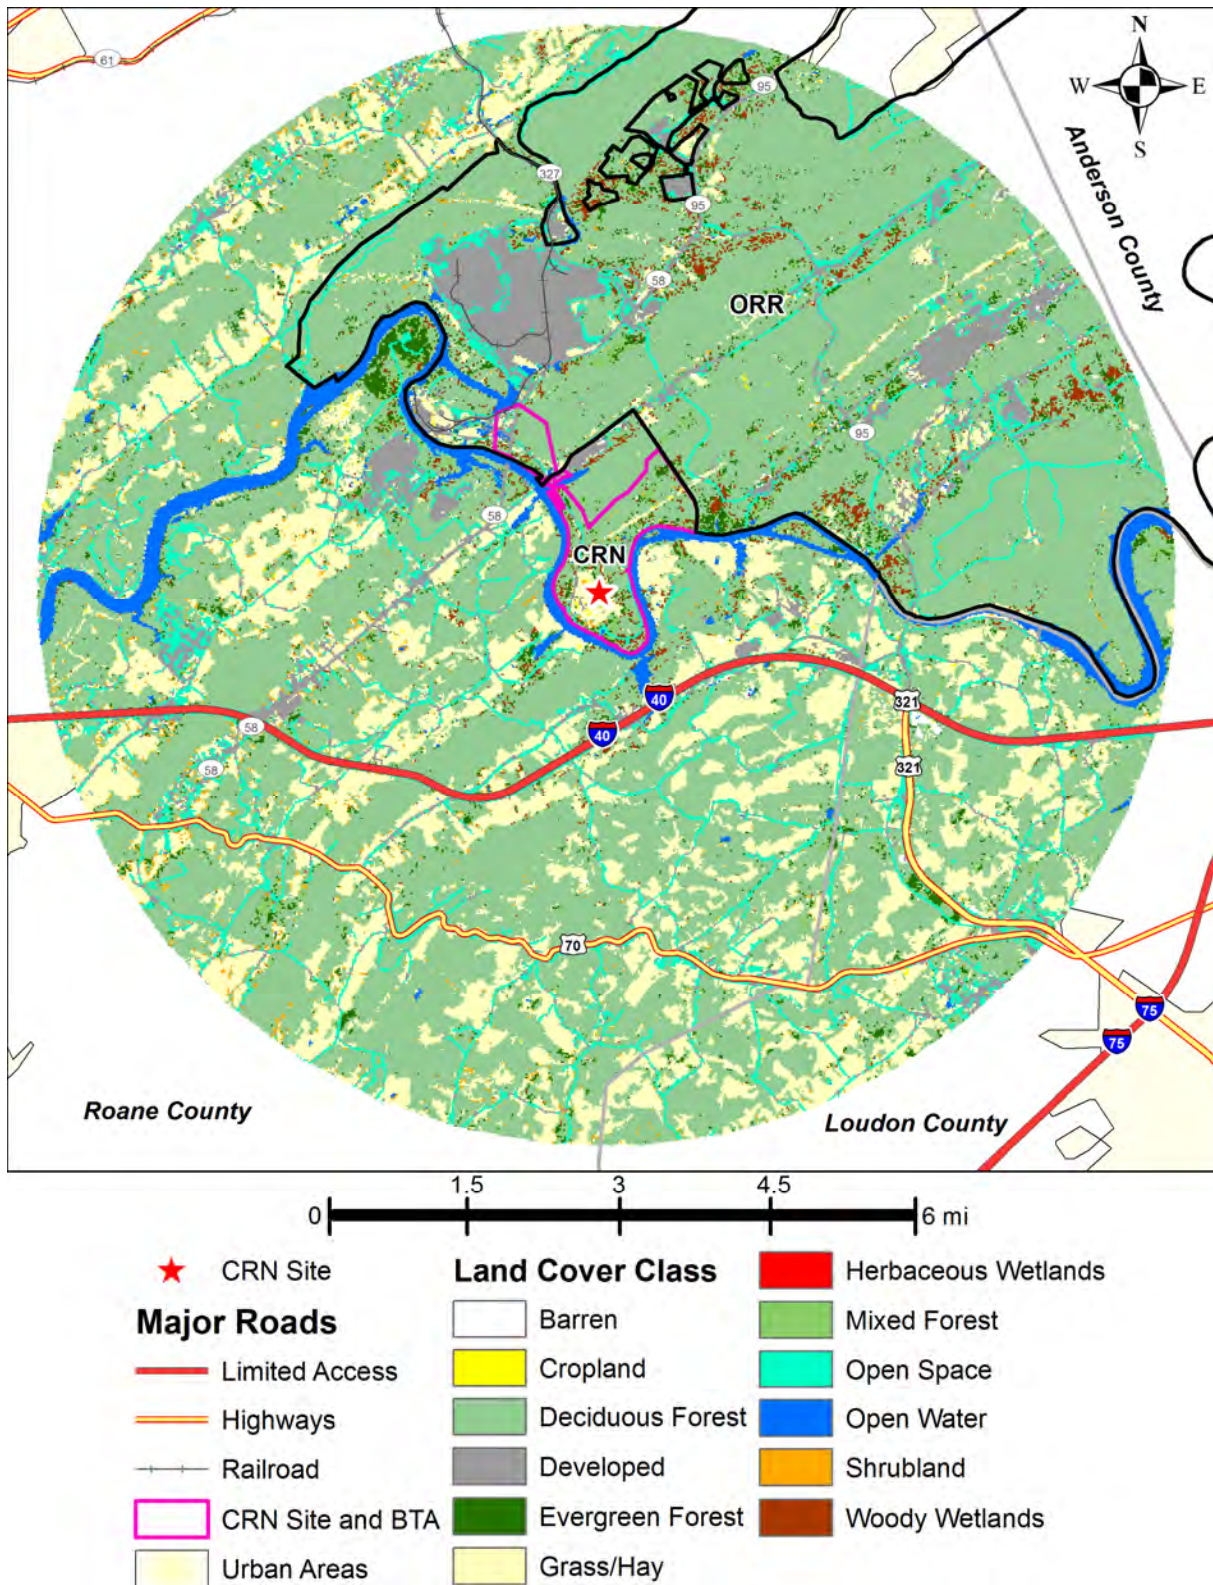 N
W E
S
61
95
327
95
Anderson County
58
ORR
95
58
CRN
40
321
40
58
321
58
70
75
75
Roane County
Loudon County
0 1.5 3 4.5 6 mi
CRN Site
Major Roads
Limited Access
Highways
Railroad
CRN Site and BTA
Urban Areas
Land Cover Class
Barren
Cropland
Deciduous Forest
Developed
Evergreen Forest
Grass/Hay
Herbaceous Wetlands
Mixed Forest
Open Space
Open Water
Shrubland
Woody Wetlands